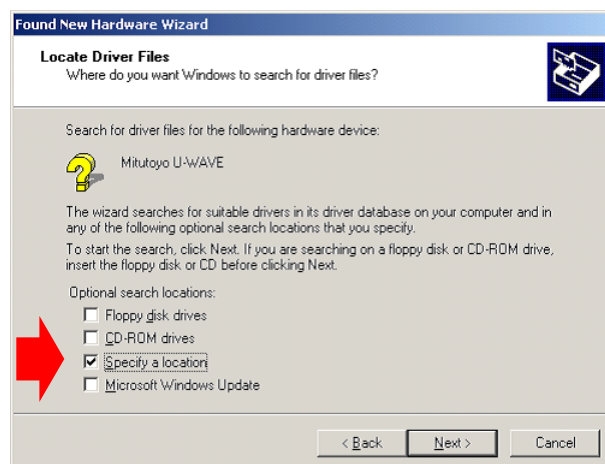 Found New Hardware Wizard
Locate Driver Files
Where do you want Windows to search for driver files?
Search for driver files for the following hardware device:
Mitutoyo U-WAVE
The wizard searches for suitable drivers in its driver database on your computer and in
any of the following optional search locations that you specify.
To start the search, click Next. If you are searching on a floppy disk or CD-ROM drive,
insert the floppy disk or CD before clicking Next.
Optional search locations:
Floppy disk drives
CD-ROM drives
Specify a location
Microsoft Windows Update
< Back Next > Cancel